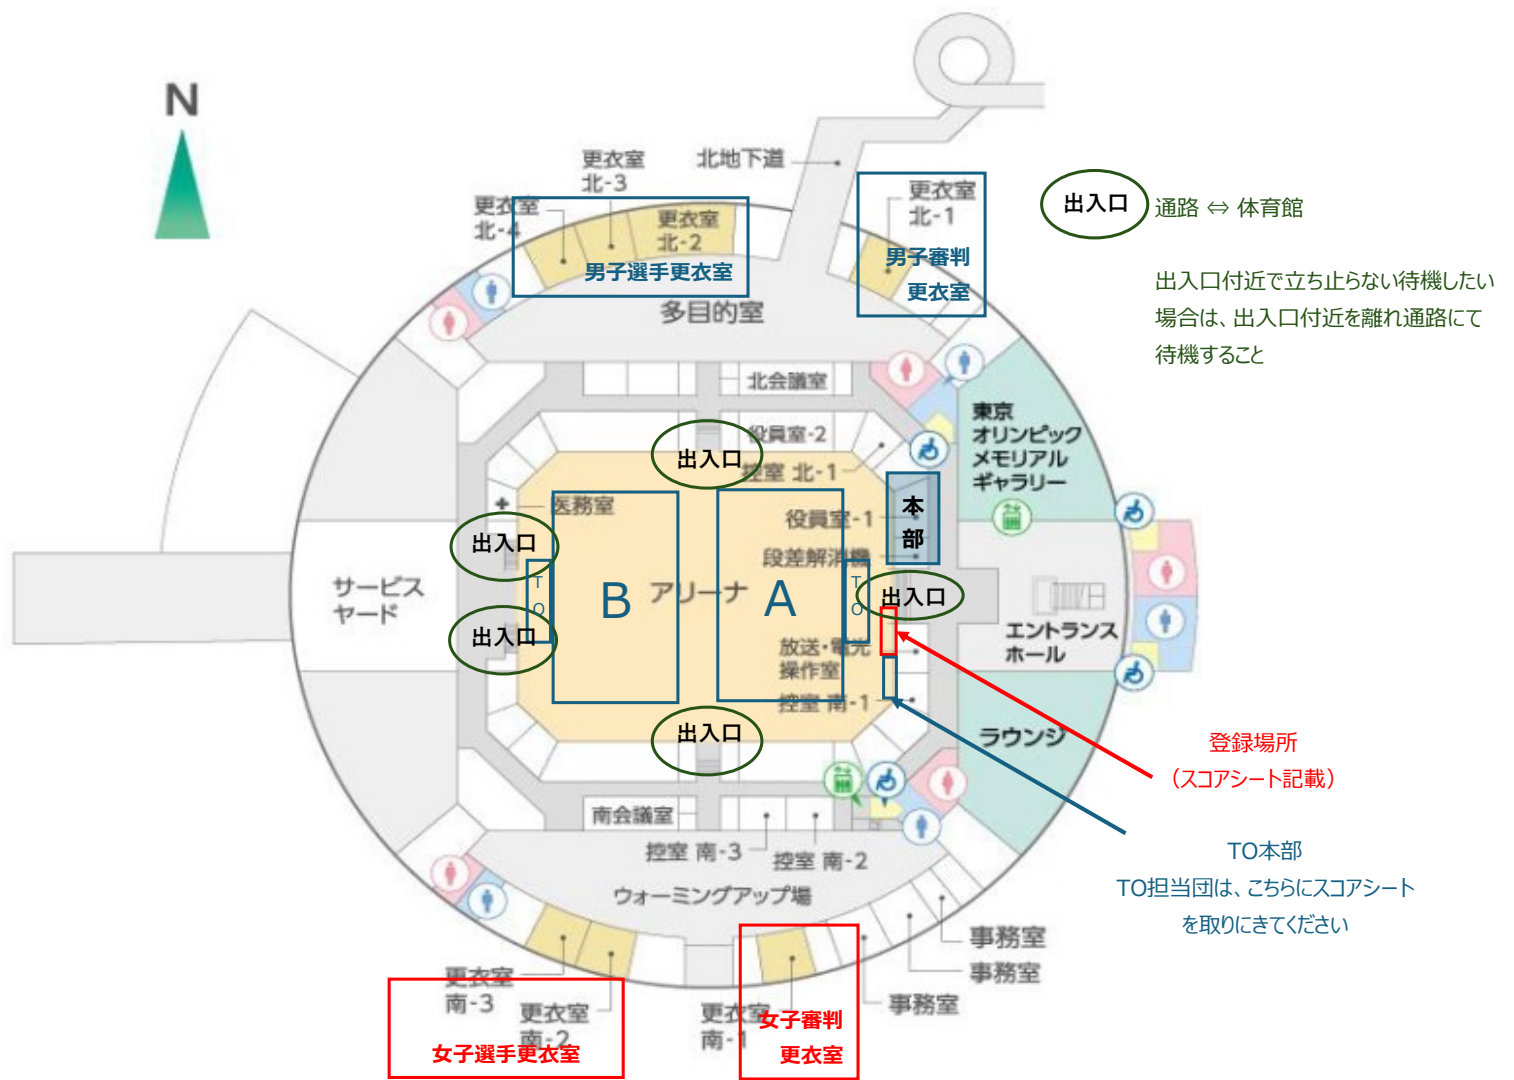 N
更衣室
北-3
北地下道
更衣室
北-4
更衣室
北-2
男子選手更衣室
更衣室
北-1
男子審判
更衣室
出入口
通路 ⇔ 体育館
出入口付近で立ち止らない待機したい
場合は、出入口付近を離れ通路にて
待機すること
多目的室
北会議室
役員室-2
出入口
控室 北-1
東京
オリンピック
メモリアル
ギャラリー
医務室
本
部
役員室-1
段差解消機
出入口
出入口
サービス
ヤード
T
O
B
アリーナ
A
T
O
出入口
エントランス
ホール
放送・電光
操作室
控室 南-1
出入口
ラウンジ
登録場所
（スコアシート記載）
南会議室
控室 南-3
控室 南-2
TO本部
TO担当団は、こちらにスコアシート
を取りにきてください
ウォーミングアップ場
事務室
事務室
事務室
更衣室
南-3
更衣室
南-2
女子選手更衣室
更衣室
南-1
女子審判
更衣室